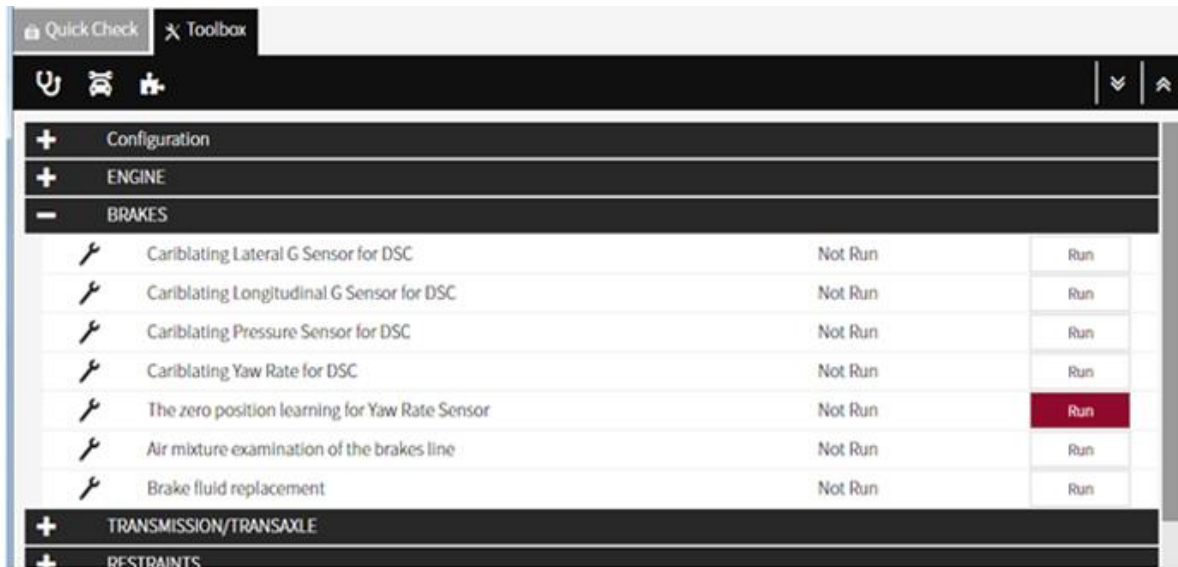 Quick Check Toolbox
Configuration
ENGINE
BRAKES
Cariblating Lateral G Sensor for DSC Not Run Run
Cariblating Longitudinal G Sensor for DSC Not Run Run
Cariblating Pressure Sensor for DSC Not Run Run
Cariblating Yaw Rate for DSC Not Run Run
The zero position learning for Yaw Rate Sensor Not Run Run
Air mixture examination of the brakes line Not Run Run
Brake fluid replacement Not Run Run
TRANSMISSION/TRANSAXLE
RESTRAINTS